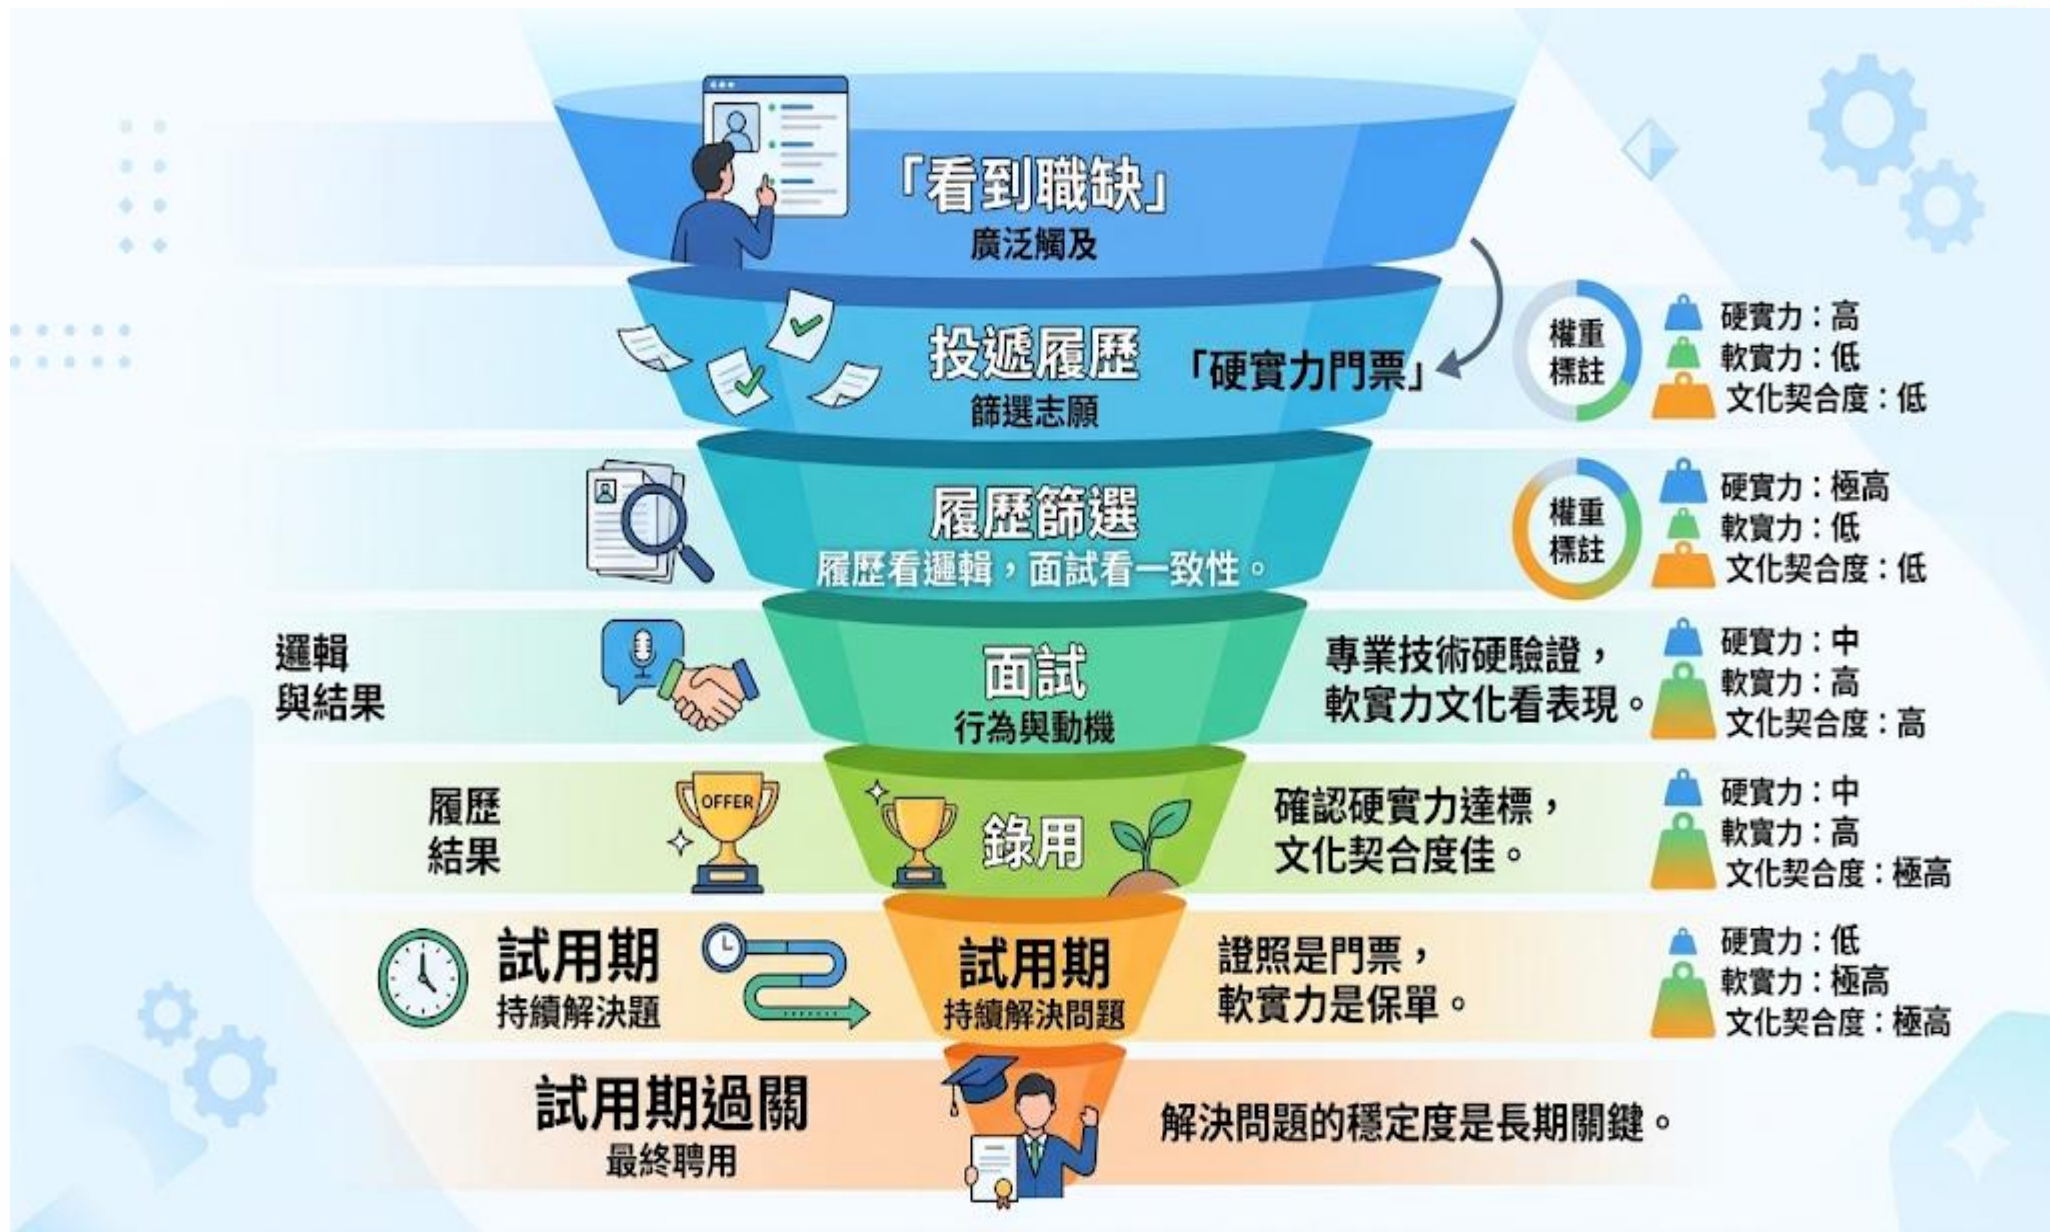 「看到職缺」
廣泛觸及
投遞履歷
篩選志願
「硬實力門票」
權重
標註
硬實力：高
軟實力：低
文化契合度：低
履歷篩選
履歷看邏輯，面試看一致性。
權重
標註
硬實力：極高
軟實力：低
文化契合度：低
邏輯
與結果
面試
行為與動機
專業技術硬驗證，
軟實力文化看表現。
硬實力：中
軟實力：高
文化契合度：高
履歷
結果
OFFER
錄用
確認硬實力達標，
文化契合度佳。
硬實力：中
軟實力：高
文化契合度：極高
試用期
持續解決題
試用期
持續解決問題
證照是門票，
軟實力是保單。
硬實力：低
軟實力：極高
文化契合度：極高
試用期過關
最終聘用
解決問題的穩定度是長期關鍵。